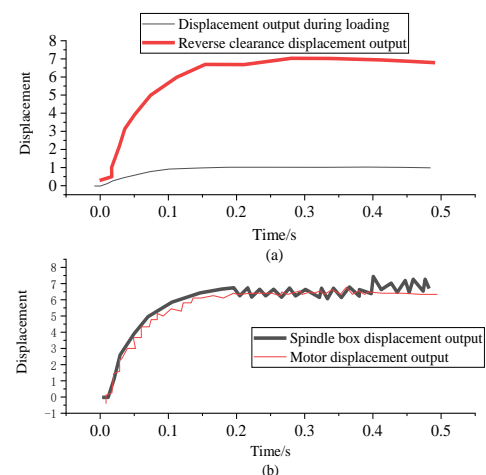 Displacement output during loading
Reverse clearance displacement output
8
7
6
5
4
3
2
1
0
Displacement
0.0 0.1 0.2 0.3 0.4 0.5
Time/s
(a)
8
7
6
5
4
3
2
1
0
−1
Displacement
Spindle box displacement output
Motor displacement output
0.0 0.1 0.2 0.3 0.4 0.5
Time/s
(b)